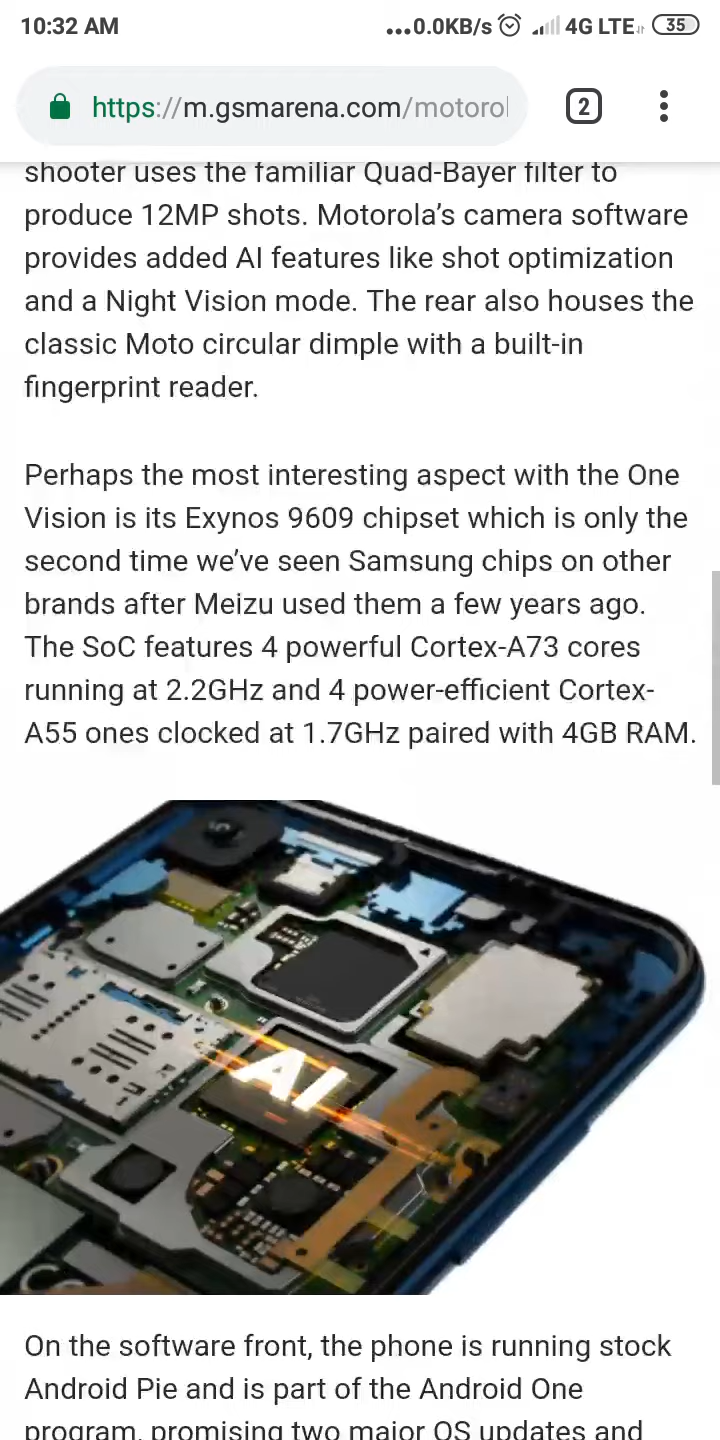 10:32 AM
...0.0KB/s 4G LTE 35
https://m.gsmarena.com/motorol
2
shooter uses the familiar Quad-Bayer filter to
produce 12MP shots. Motorola’s camera software
provides added AI features like shot optimization
and a Night Vision mode. The rear also houses the
classic Moto circular dimple with a built-in
fingerprint reader.
Perhaps the most interesting aspect with the One
Vision is its Exynos 9609 chipset which is only the
second time we’ve seen Samsung chips on other
brands after Meizu used them a few years ago.
The SoC features 4 powerful Cortex-A73 cores
running at 2.2GHz and 4 power-efficient Cortex-
A55 ones clocked at 1.7GHz paired with 4GB RAM.
AI
On the software front, the phone is running stock
Android Pie and is part of the Android One
program, promising two major OS updates and